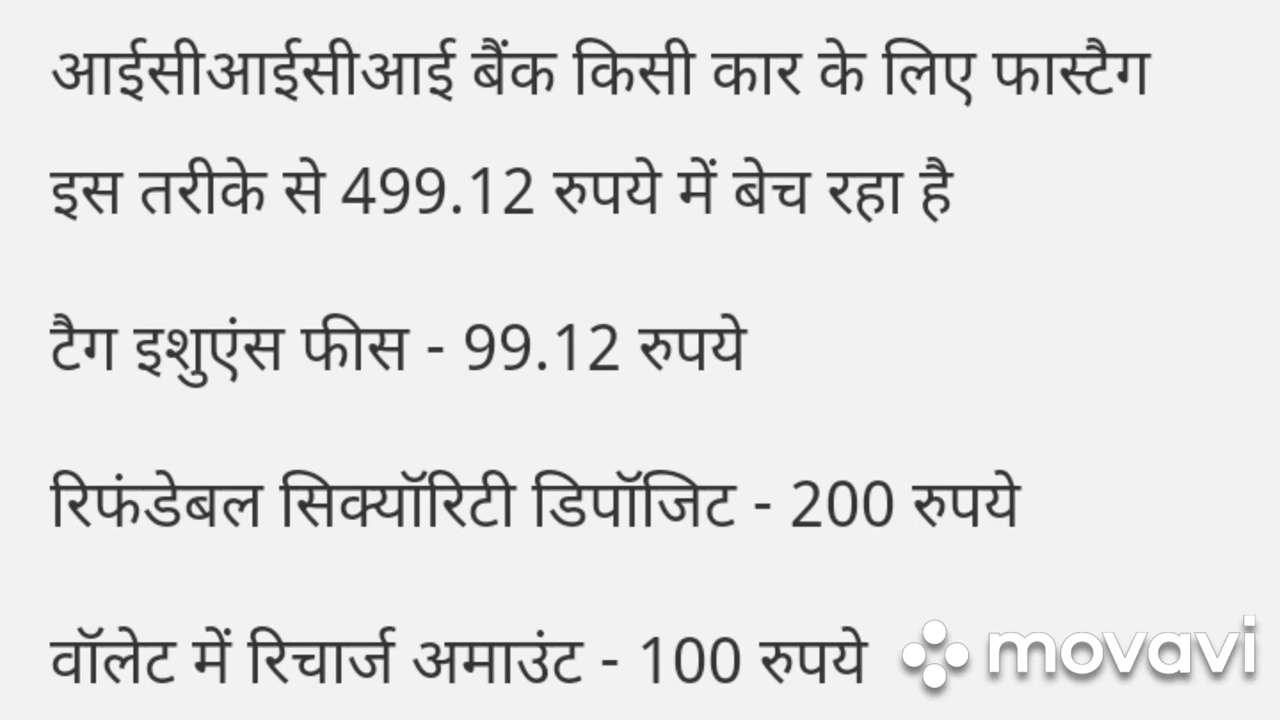 आईसीआईसीआई बैंक किसी कार के लिए फास्टैग
इस तरीके से 499.12 रुपये में बेच रहा है
टैग इशुएंस फीस - 99.12 रुपये
रिफंडेबल सिक्यॉरिटी डिपॉजिट - 200 रुपये
वॉलेट में रिचार्ज अमाउंट - 100 रुपये
movavi